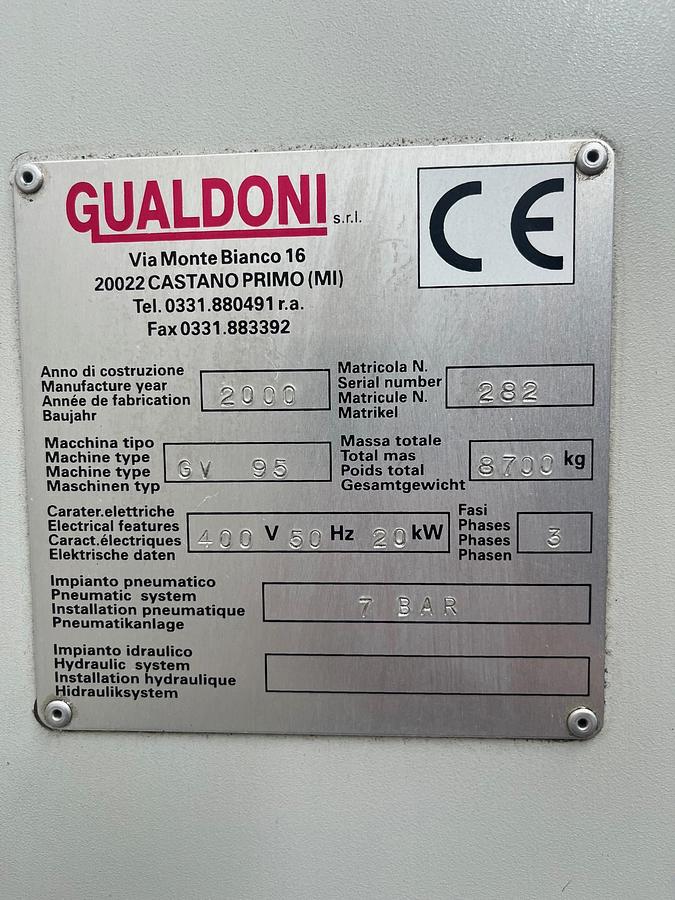 GUALDONI s.r.l.
CE
Via Monte Bianco 16
20022 CASTANO PRIMO (MI)
Tel. 0331.880491 r.a.
Fax 0331.883392
Anno di costruzione
Manufacture year
Année de fabrication
Baujahr
2000
Matricola N.
Serial number
Matricule N.
Matrikel
282
Macchina tipo
Machine type
Machine type
Maschinen typ
GV 95
Massa totale
Total mas
Poids total
Gesamtgewicht
8700 kg
Carater.elettriche
Electrical features
Caract.électriques
Elektrische daten
400 V 50 Hz 20 kW
Fasi
Phases
Phases
Phasen
3
Impianto pneumatico
Pneumatic system
Installation pneumatique
Pneumatikanlage
7 BAR
Impianto idraulico
Hydraulic system
Installation hydraulique
Hidrauliksystem